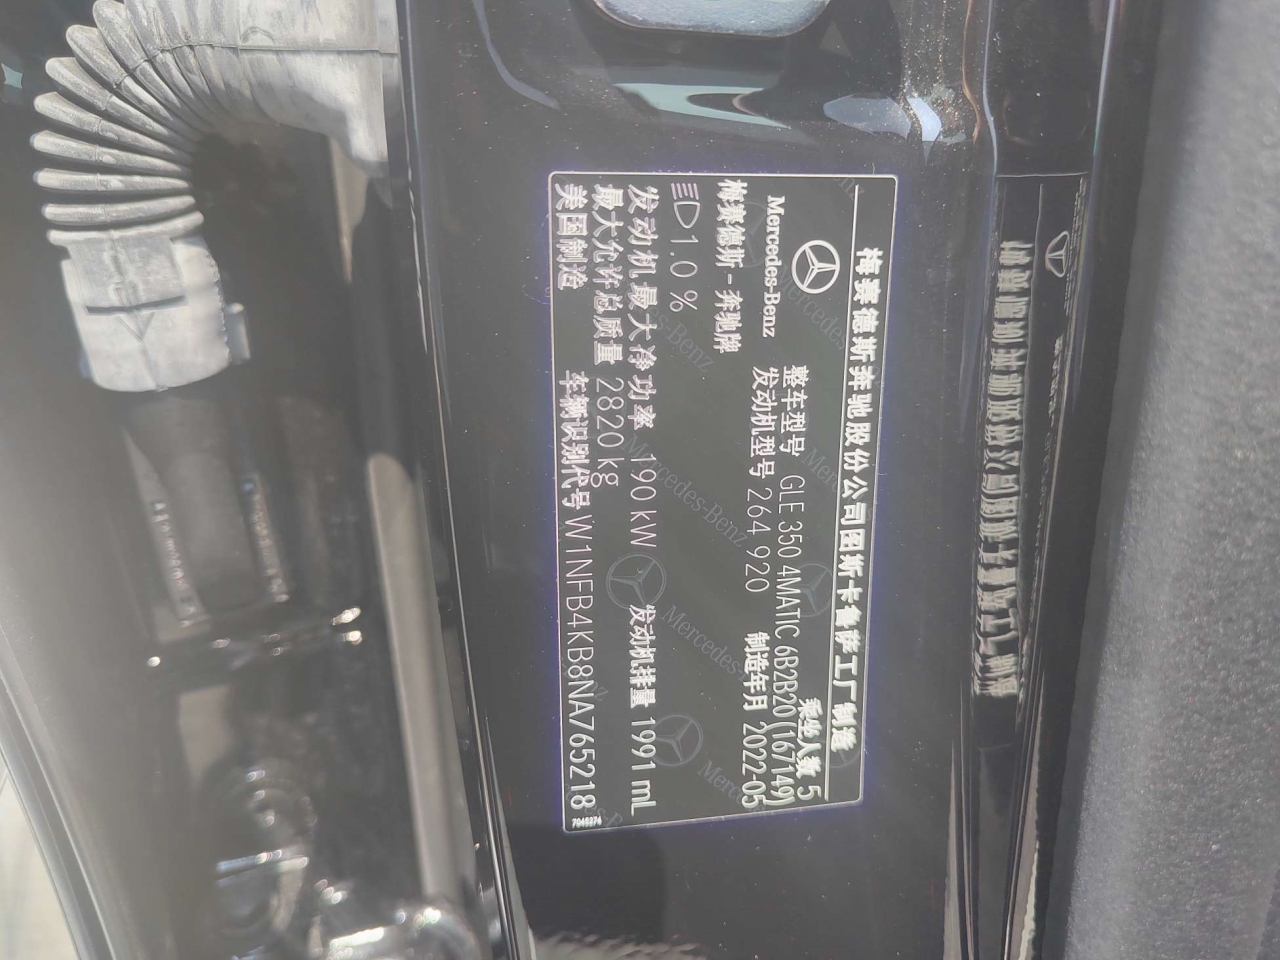 梅赛德斯奔驰股份公司图斯卡鲁萨工厂制造
乘坐人数 5
Mercedes-Benz 整车型号 GLE 350 4MATIC 6B2B20 (167149)
梅赛德斯-奔驰牌 发动机型号 264 920 制造年月 2022-05
1.0 %
发动机最大净功率 190 kW 发动机排量 1991 mL
最大允许总质量 2820 kg
美国制造 车辆识别代号 W1NFB4KB8NA765218
7045274